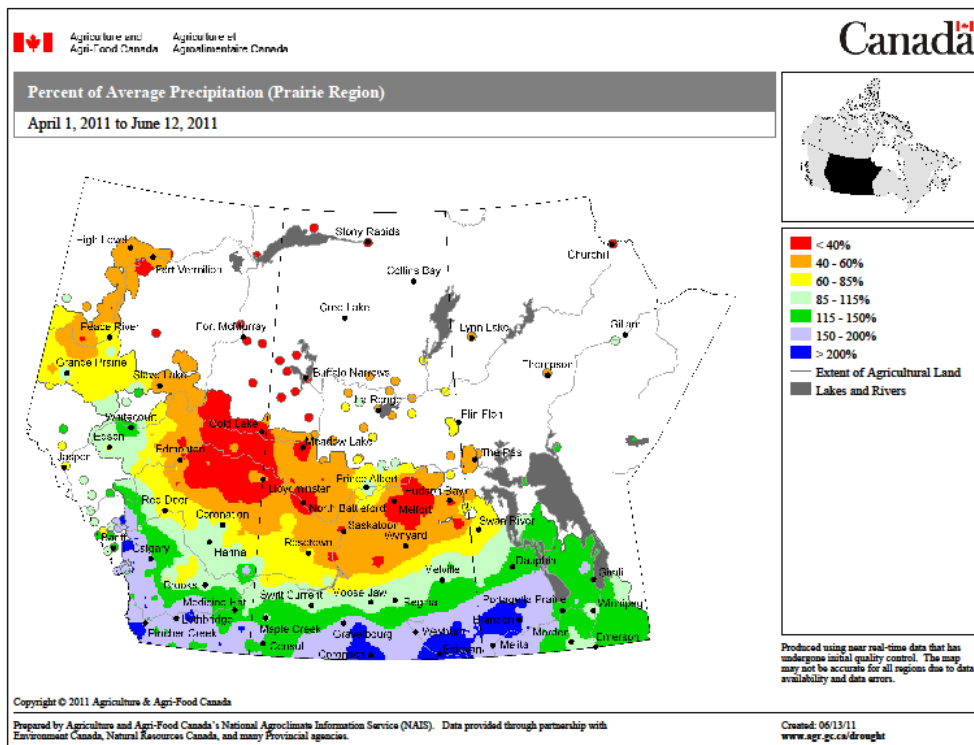 Agriculture and Agriculture et
Agri-Food Canada Agroalimentaire Canada
Canada
Percent of Average Precipitation (Prairie Region)
April 1, 2011 to June 12, 2011
High Level
Fort Vermilion
Stony Rapids
Churchill
Collins Bay
Cree Lake
Peace River
Fort McMurray
Lynn Lake
Gillam
Grande Prairie
Slave Lake
Buffalo Narrows
Thompson
La Ronge
Flin Flon
Whitecourt
Cold Lake
Edson
Meadow Lake
Edmonton
The Pas
Jasper
Prince Albert
Lloydminster
Hudson Bay
Red Deer
North Battleford
Melfort
Coronation
Saskatoon
Swan River
Banff
Wynyard
Calgary
Hanna
Rosetown
Dauphin
Melville
Gimli
Brooks
Swift Current
Moose Jaw
Regina
Portage la Prairie
Winnipeg
Medicine Hat
Lethbridge
Maple Creek
Gravelbourg
Weyburn
Brandon
Pincher Creek
Consul
Coronach
Estevan
Melita
Morden
Emerson
< 40%
40 - 60%
60 - 85%
85 - 115%
115 - 150%
150 - 200%
> 200%
Extent of Agricultural Land
Lakes and Rivers
Produced using near real-time data that has
undergone initial quality control. The map
may not be accurate for all regions due to data
availability and data errors.
Copyright © 2011 Agriculture & Agri-Food Canada
Prepared by Agriculture and Agri-Food Canada's National Agroclimate Information Service (NAIS). Data provided through partnership with
Environment Canada, Natural Resources Canada, and many Provincial agencies.
Created: 06/13/11
www.agr.gc.ca/drought